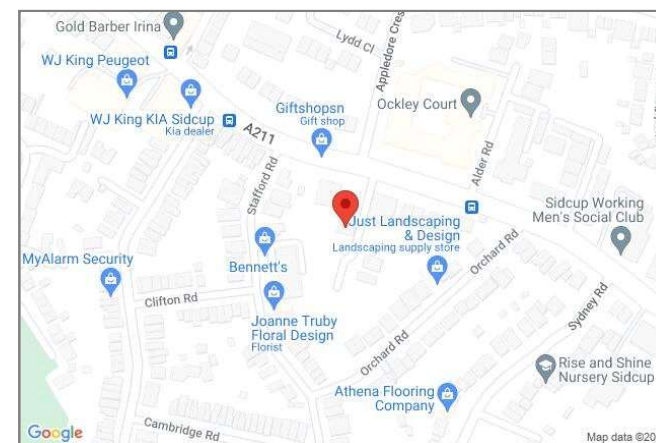 Gold Barber Irina
Lydd Cl
Appledore Cres
WJ King Peugeot
Ockley Court
WJ King KIA Sidcup
Kia dealer
Giftshopsn
Gift shop
A211
Alder Rd
Stafford Rd
Sidcup Working
Men's Social Club
Just Landscaping
& Design
Landscaping supply store
Orchard Rd
Bennett's
MyAlarm Security
Clifton Rd
Sydney Rd
Joanne Truby
Floral Design
Florist
Orchard Rd
Rise and Shine
Nursery Sidcup
Athena Flooring
Company
Cambridge Rd
Google
Map data ©20